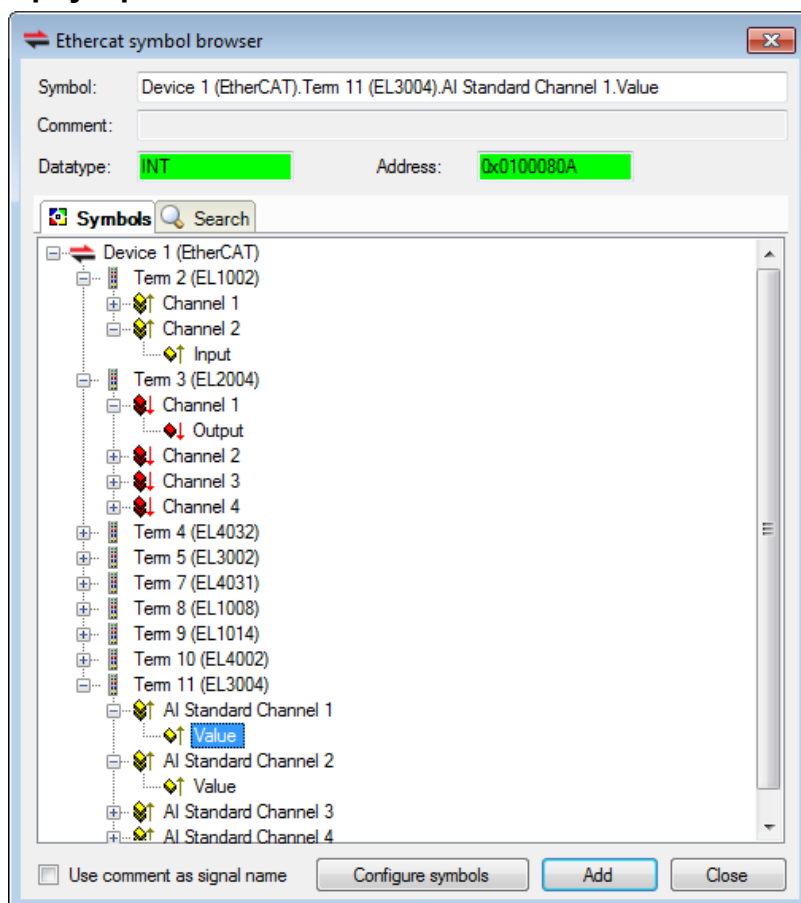 Ethercat symbol browser
Symbol: Device 1 (EtherCAT).Term 11 (EL3004).AI Standard Channel 1.Value
Comment:
Datatype: INT Address: 0x0100080A
Symbols Search
Device 1 (EtherCAT)
Term 2 (EL1002)
Channel 1
Channel 2
Input
Term 3 (EL2004)
Channel 1
Output
Channel 2
Channel 3
Channel 4
Term 4 (EL4032)
Term 5 (EL3002)
Term 7 (EL4031)
Term 8 (EL1008)
Term 9 (EL1014)
Term 10 (EL4002)
Term 11 (EL3004)
AI Standard Channel 1
Value
AI Standard Channel 2
Value
AI Standard Channel 3
AI Standard Channel 4
Use comment as signal name Configure symbols Add Close